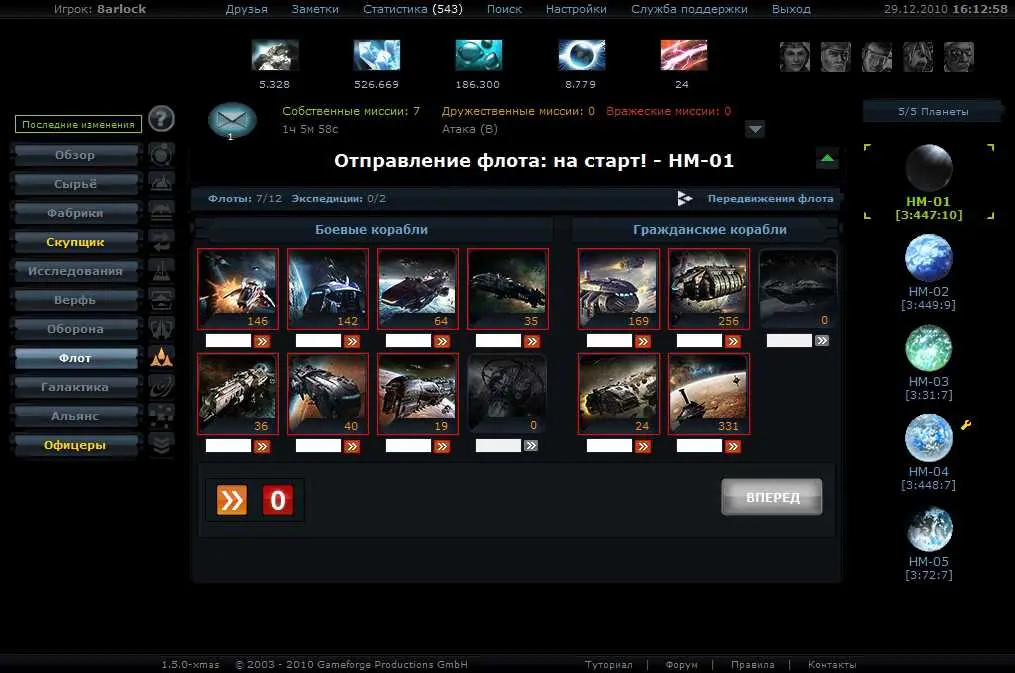 Игрок: 8arlock Друзья Заметки Статистика (543) Поиск Настройки Служба поддержки Выход 29.12.2010 16:12:58
5.328 526.669 186.300 8.779 24
Последние изменения
?
1
Собственные миссии: 7 Дружественные миссии: 0 Вражеские миссии: 0
1ч 5м 58с Атака (В)
5/5 Планеты
Обзор
Сырьё
Фабрики
Скупщик
Исследования
Верфь
Оборона
Флот
Галактика
Альянс
Офицеры
Отправление флота: на старт! - HM-01
Флоты: 7/12 Экспедиции: 0/2 Передвижения флота
Боевые корабли Гражданские корабли
146 142 64 35 169 256 0
36 40 19 0 24 331
0 ВПЕРЕД
HM-01
[3:447:10]
HM-02
[3:449:9]
HM-03
[3:31:7]
HM-04
[3:448:7]
HM-05
[3:72:7]
1.5.0-xmas © 2003 - 2010 Gameforge Productions GmbH Туториал | Форум | Правила | Контакты